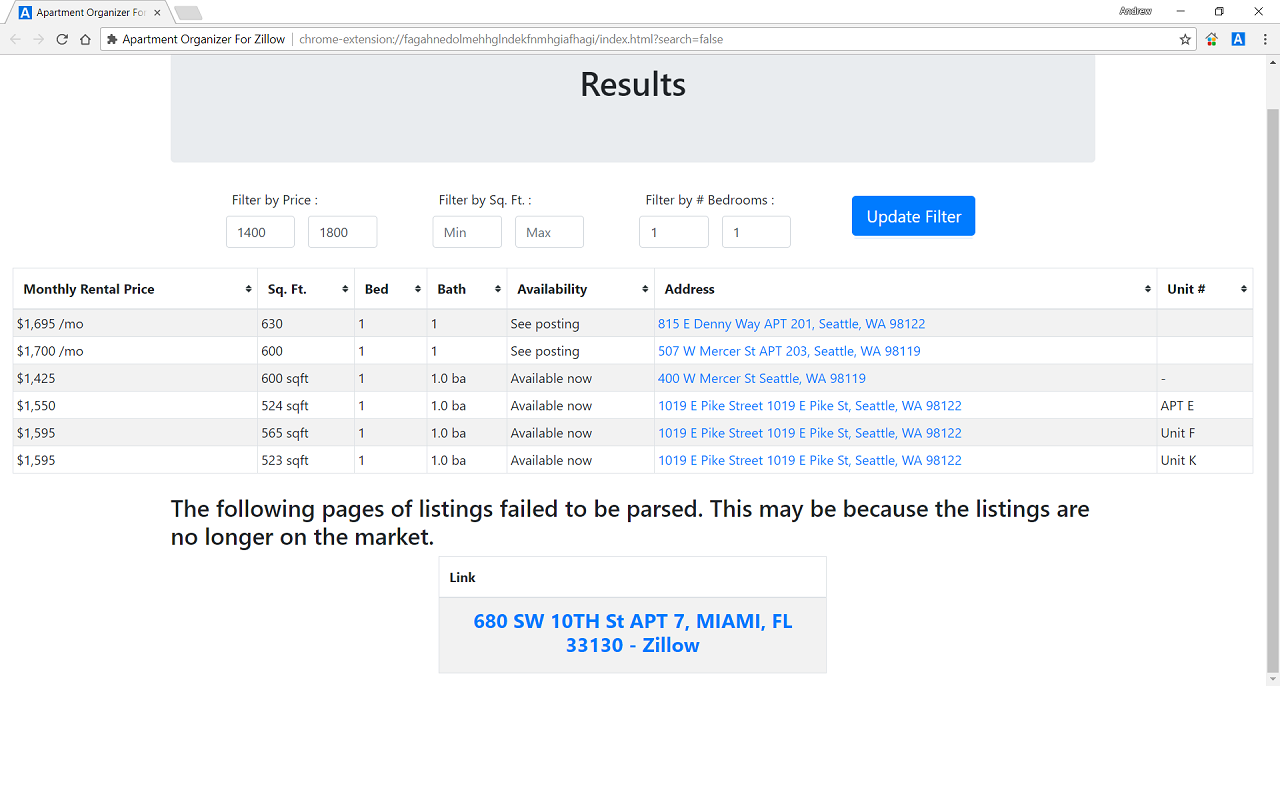 Apartment Organizer For
Andrew
Apartment Organizer For Zillow
chrome-extension://fagahnedolmehhglndekfnmhgiafhagi/index.html?search=false
Results
Filter by Price : Filter by Sq. Ft. : Filter by # Bedrooms :
Update Filter
1400 1800 Min Max 1 1
Monthly Rental Price Sq. Ft. Bed Bath Availability Address Unit #
$1,695 /mo 630 1 1 See posting 815 E Denny Way APT 201, Seattle, WA 98122
$1,700 /mo 600 1 1 See posting 507 W Mercer St APT 203, Seattle, WA 98119
$1,425 600 sqft 1 1.0 ba Available now 400 W Mercer St Seattle, WA 98119 -
$1,550 524 sqft 1 1.0 ba Available now 1019 E Pike Street 1019 E Pike St, Seattle, WA 98122 APT E
$1,595 565 sqft 1 1.0 ba Available now 1019 E Pike Street 1019 E Pike St, Seattle, WA 98122 Unit F
$1,595 523 sqft 1 1.0 ba Available now 1019 E Pike Street 1019 E Pike St, Seattle, WA 98122 Unit K
The following pages of listings failed to be parsed. This may be because the listings are
no longer on the market.
Link
680 SW 10TH St APT 7, MIAMI, FL
33130 - Zillow